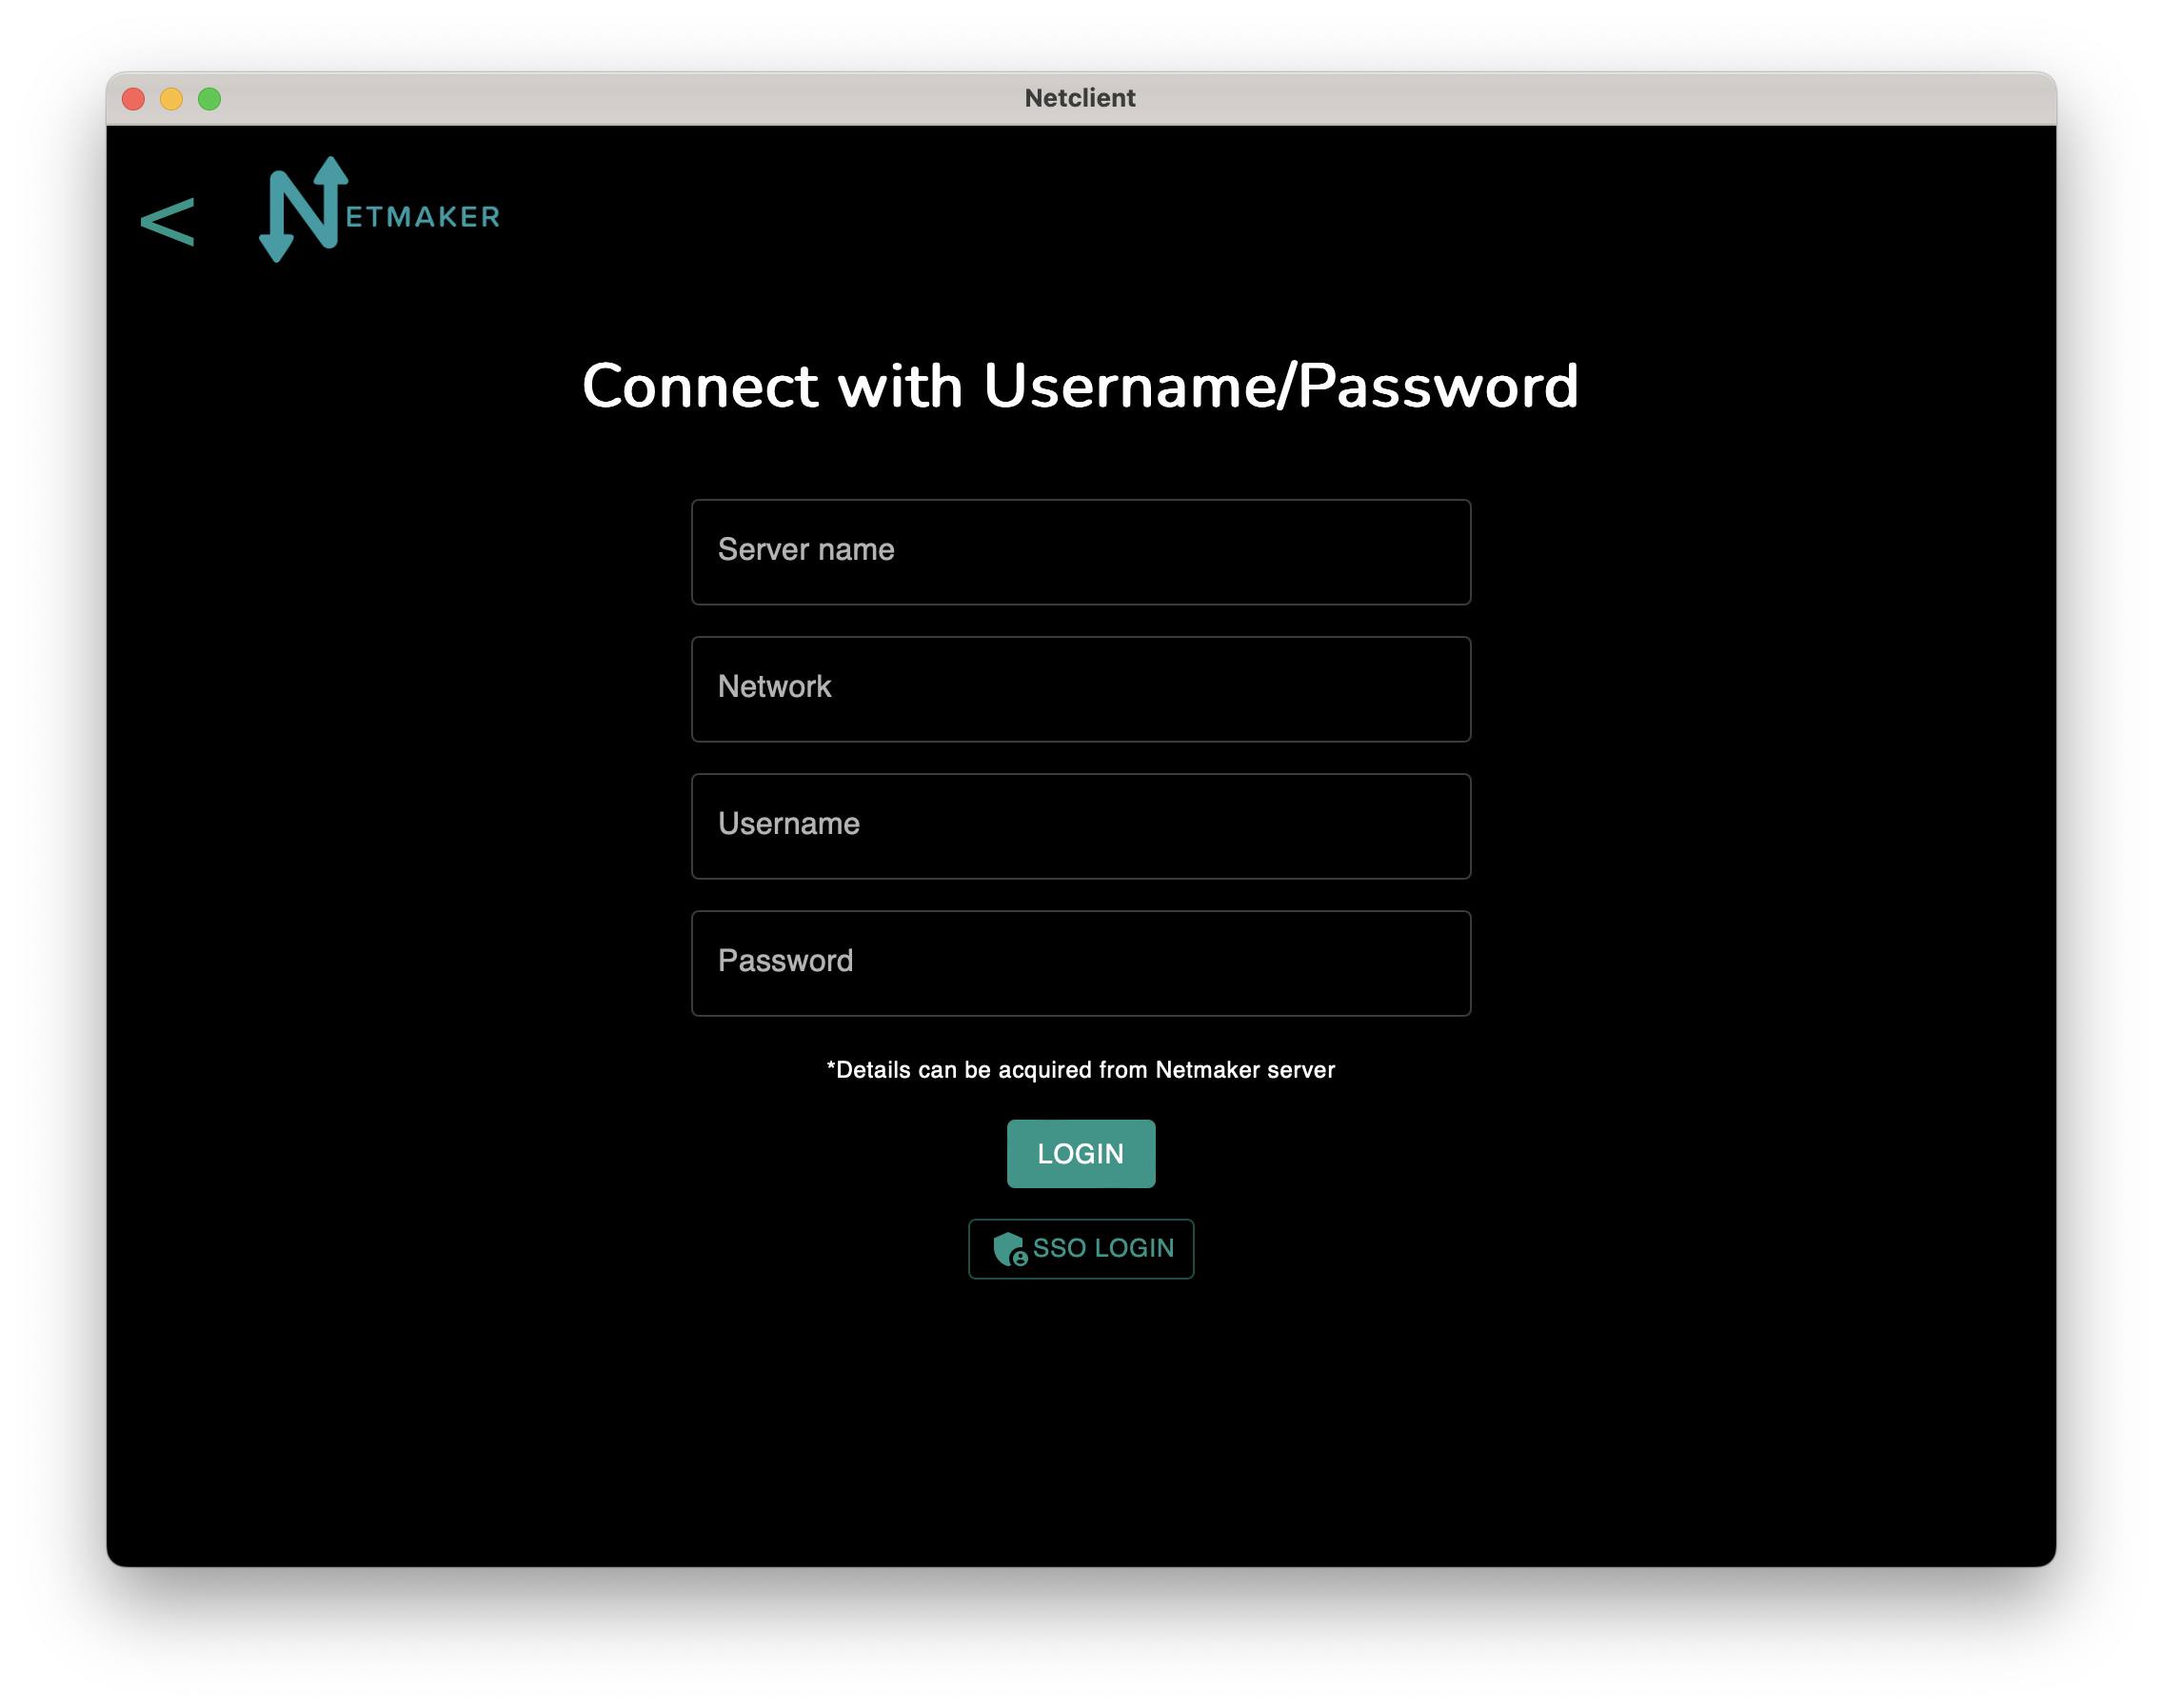 Netclient
< NETMAKER
Connect with Username/Password
Server name
Network
Username
Password
*Details can be acquired from Netmaker server
LOGIN
SSO LOGIN